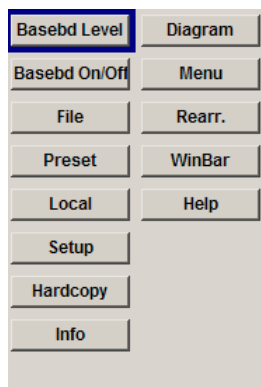 Basebd Level Diagram
Basebd On/Off Menu
File Rearr.
Preset WinBar
Local Help
Setup
Hardcopy
Info